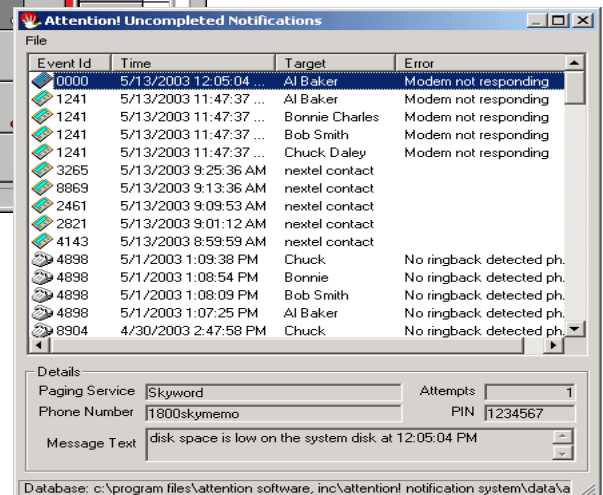 Attention! Uncompleted Notifications
File
Event Id Time Target Error
0000 5/13/2003 12:05:04 ... Al Baker Modem not responding
1241 5/13/2003 11:47:37 ... Al Baker Modem not responding
1241 5/13/2003 11:47:37 ... Bonnie Charles Modem not responding
1241 5/13/2003 11:47:37 ... Bob Smith Modem not responding
1241 5/13/2003 11:47:37 ... Chuck Daley Modem not responding
3265 5/13/2003 9:25:36 AM nextel contact
8869 5/13/2003 9:13:36 AM nextel contact
2461 5/13/2003 9:09:53 AM nextel contact
2821 5/13/2003 9:01:12 AM nextel contact
4143 5/13/2003 8:59:59 AM nextel contact
4898 5/1/2003 1:09:38 PM Chuck No ringback detected ph.
4898 5/1/2003 1:08:54 PM Bonnie No ringback detected ph.
4898 5/1/2003 1:08:09 PM Bob Smith No ringback detected ph.
4898 5/1/2003 1:07:25 PM Al Baker No ringback detected ph.
8904 4/30/2003 2:47:58 PM Chuck No ringback detected ph.
Details
Paging Service Skyword Attempts 1
Phone Number 1800skymemo PIN 1234567
Message Text disk space is low on the system disk at 12:05:04 PM
Database: c:\program files\attention software, inc\attention! notification system\data\a